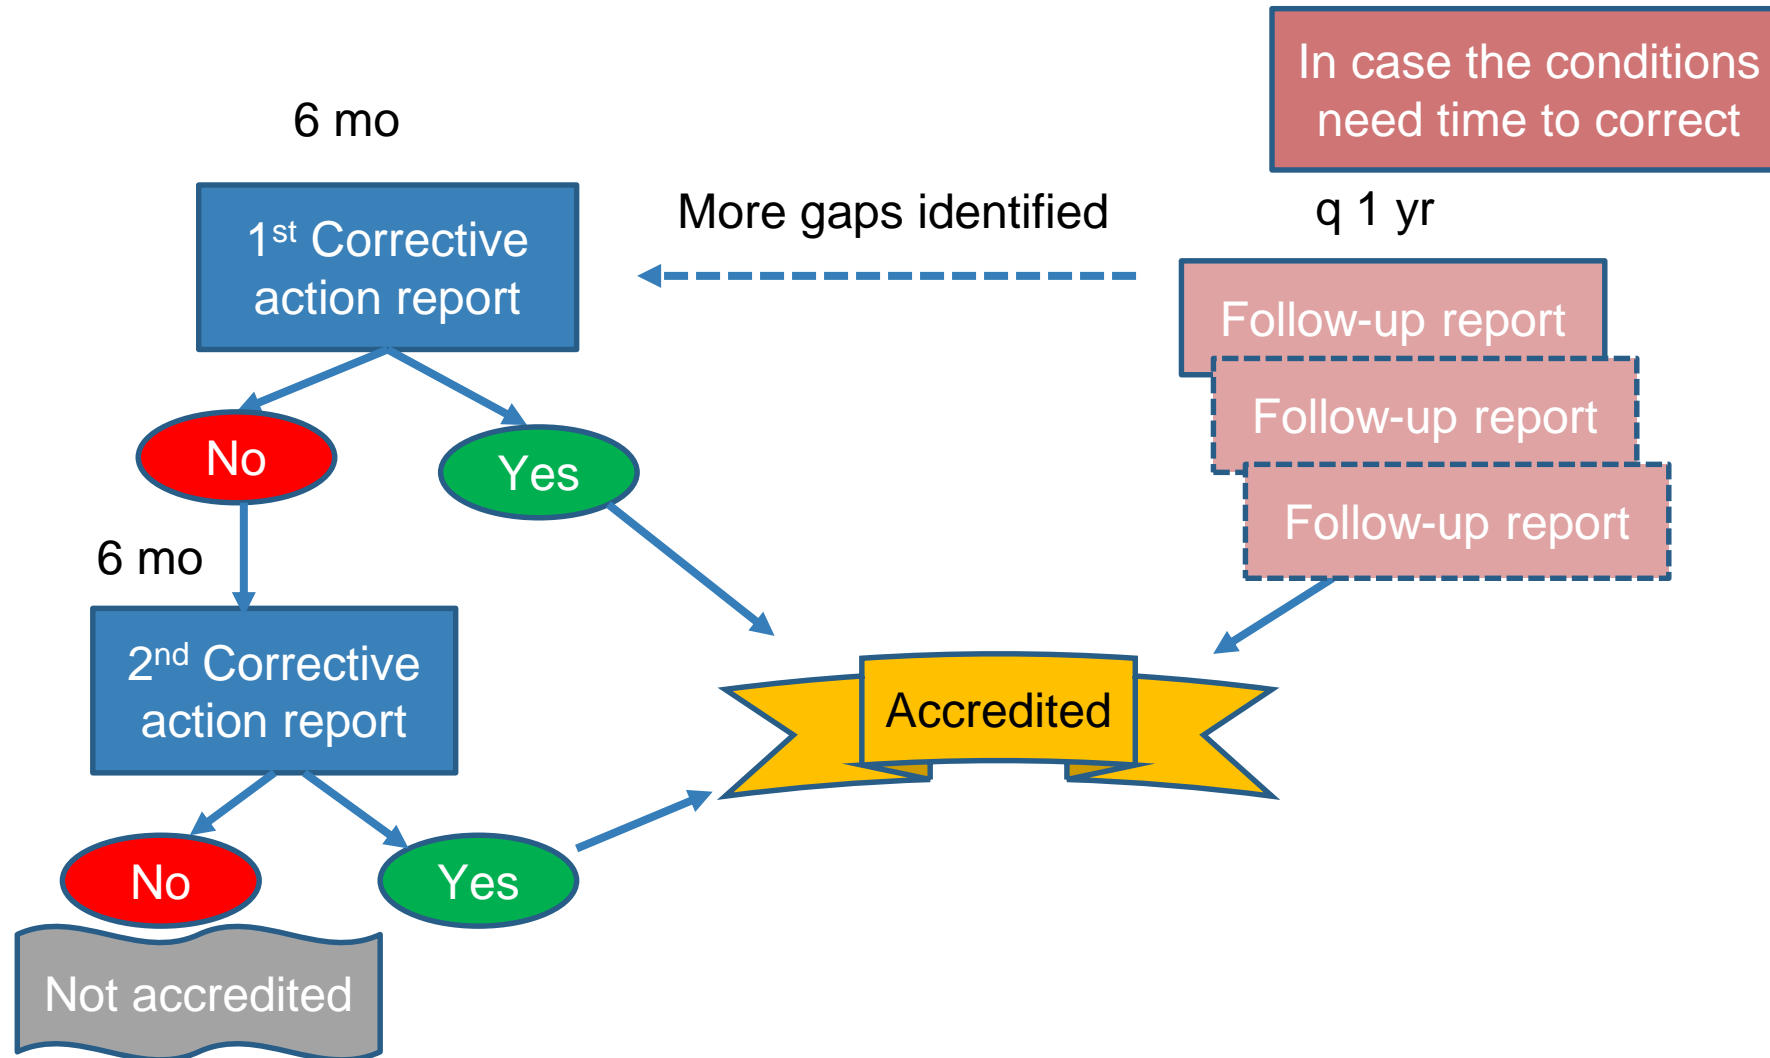 In case the conditions
need time to correct
6 mo
1st Corrective
action report
More gaps identified
q 1 yr
Follow-up report
Follow-up report
Follow-up report
No
Yes
6 mo
2nd Corrective
action report
Accredited
No
Yes
Not accredited